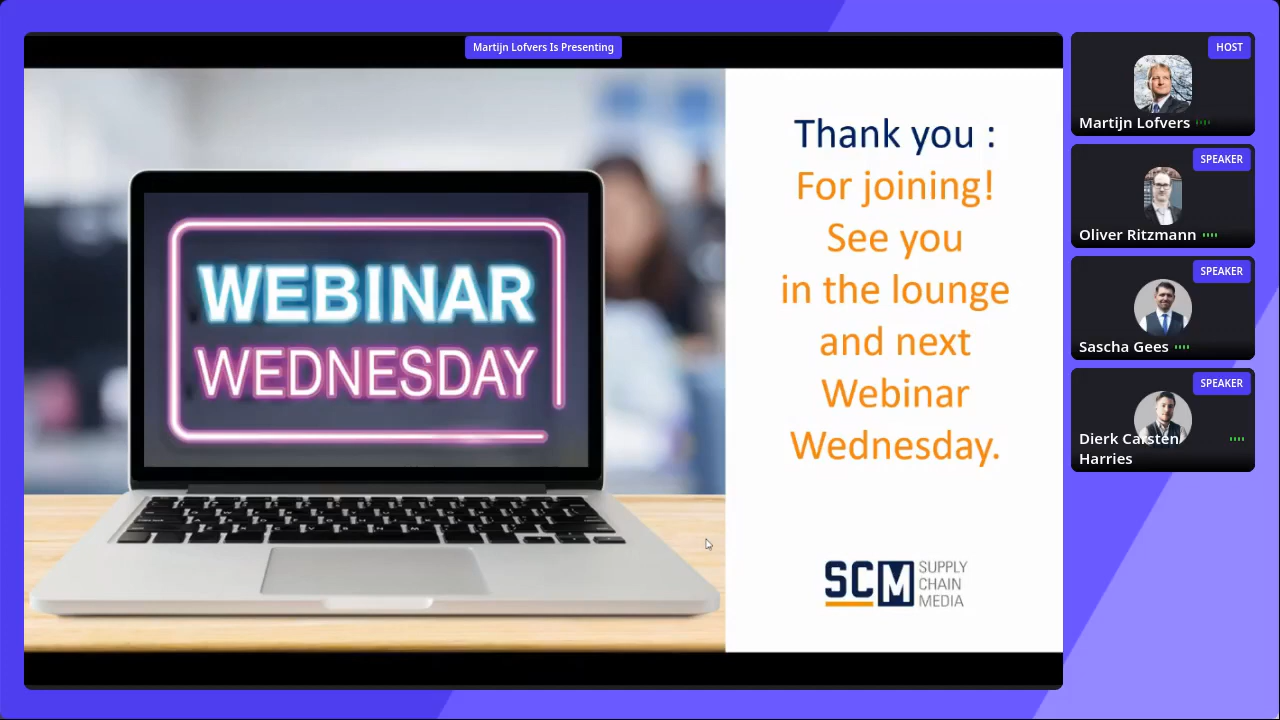 Martijn Lofvers Is Presenting
WEBINAR
WEDNESDAY
Thank you :
For joining!
See you
in the lounge
and next
Webinar
Wednesday.
SCM
SUPPLY
CHAIN
MEDIA
HOST
Martijn Lofvers
SPEAKER
Oliver Ritzmann
SPEAKER
Sascha Gees
SPEAKER
Dierk Carsten
Harries